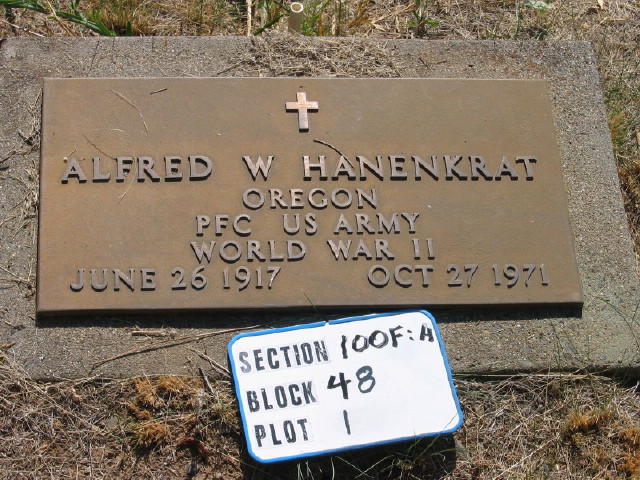 ALFRED W HANENKRAT
OREGON
PFC US ARMY
WORLD WAR II
JUNE 26 1917 OCT 27 1971
SECTION 100F:A
BLOCK 48
PLOT 1